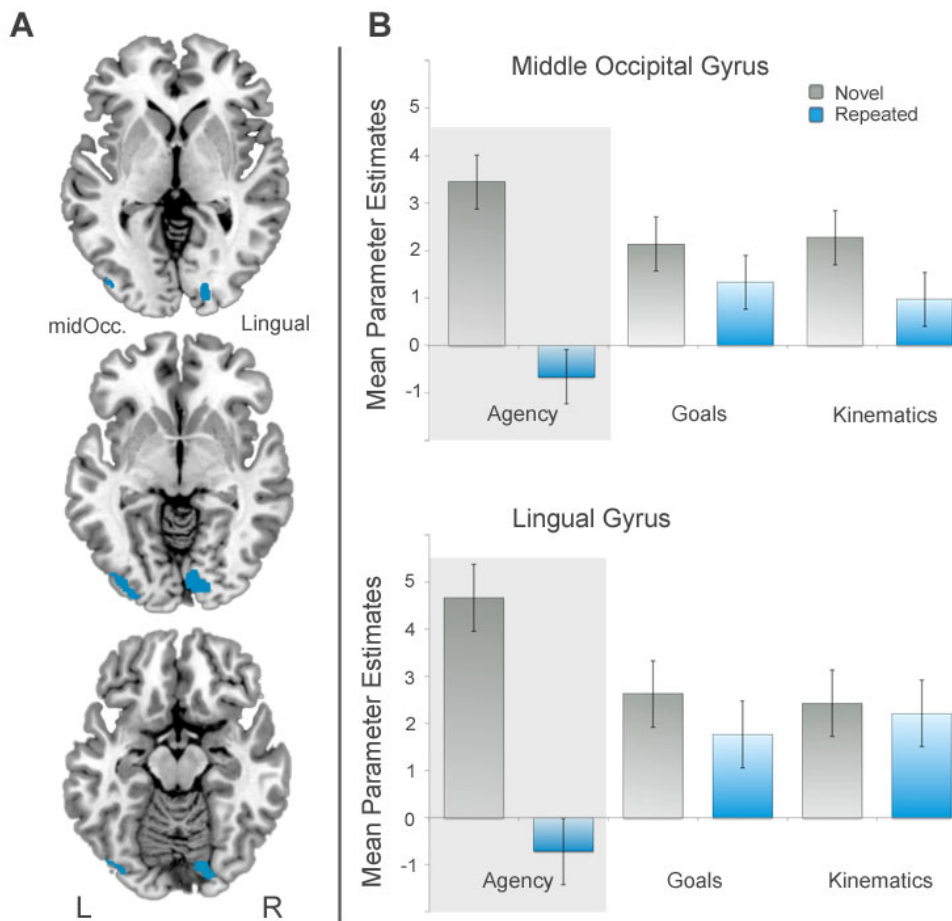 A
midOcc.
Lingual
L
R
B
Middle Occipital Gyrus
Novel
Repeated
Mean Parameter Estimates
5
4
3
2
1
0
-1
Agency
Goals
Kinematics
Lingual Gyrus
Mean Parameter Estimates
5
4
3
2
1
0
-1
Agency
Goals
Kinematics